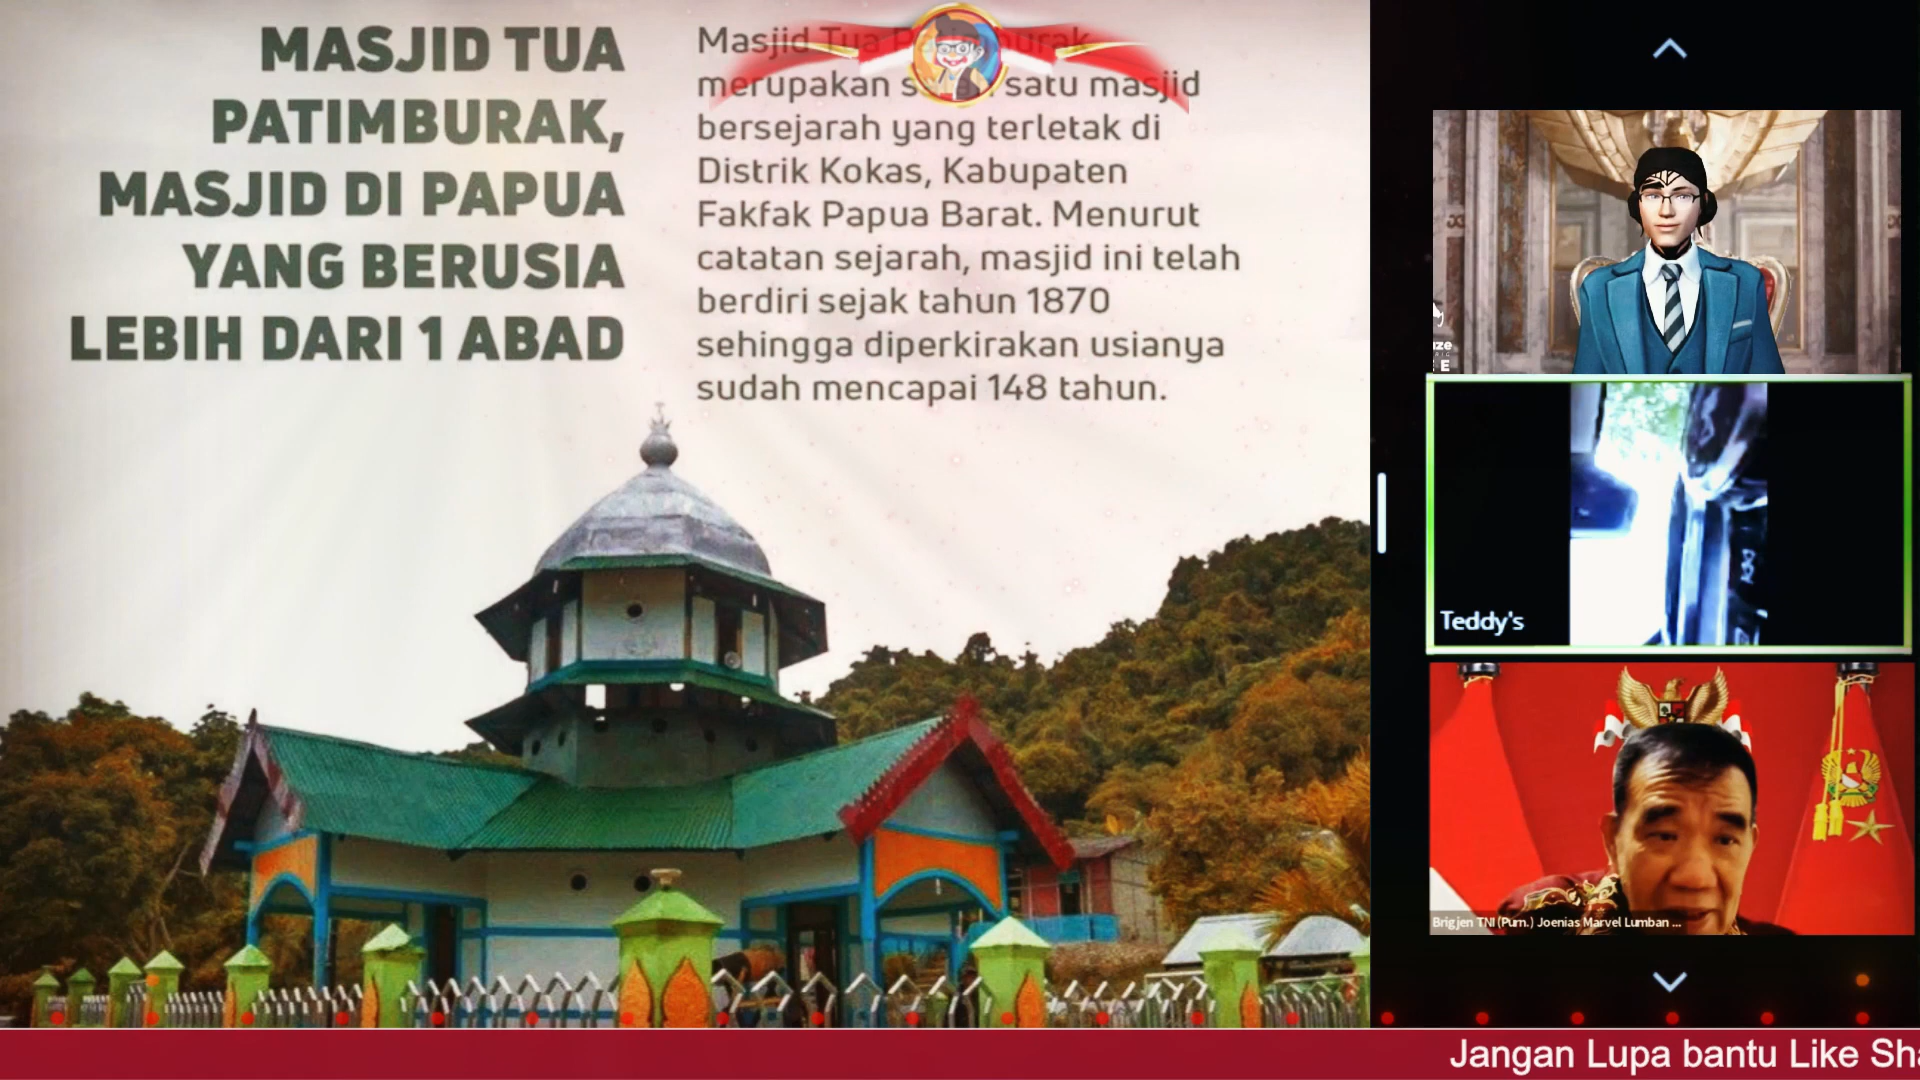 MASJID TUA
PATIMBURAK,
MASJID DI PAPUA
YANG BERUSIA
LEBIH DARI 1 ABAD
Masjid Tua Patimburak
merupakan salah satu masjid
bersejarah yang terletak di
Distrik Kokas, Kabupaten
Fakfak Papua Barat. Menurut
catatan sejarah, masjid ini telah
berdiri sejak tahun 1870
sehingga diperkirakan usianya
sudah mencapai 148 tahun.
Teddy's
Brigjen TNI (Purn.) Joenias Marvel Lumban ...
Jangan Lupa bantu Like Sha